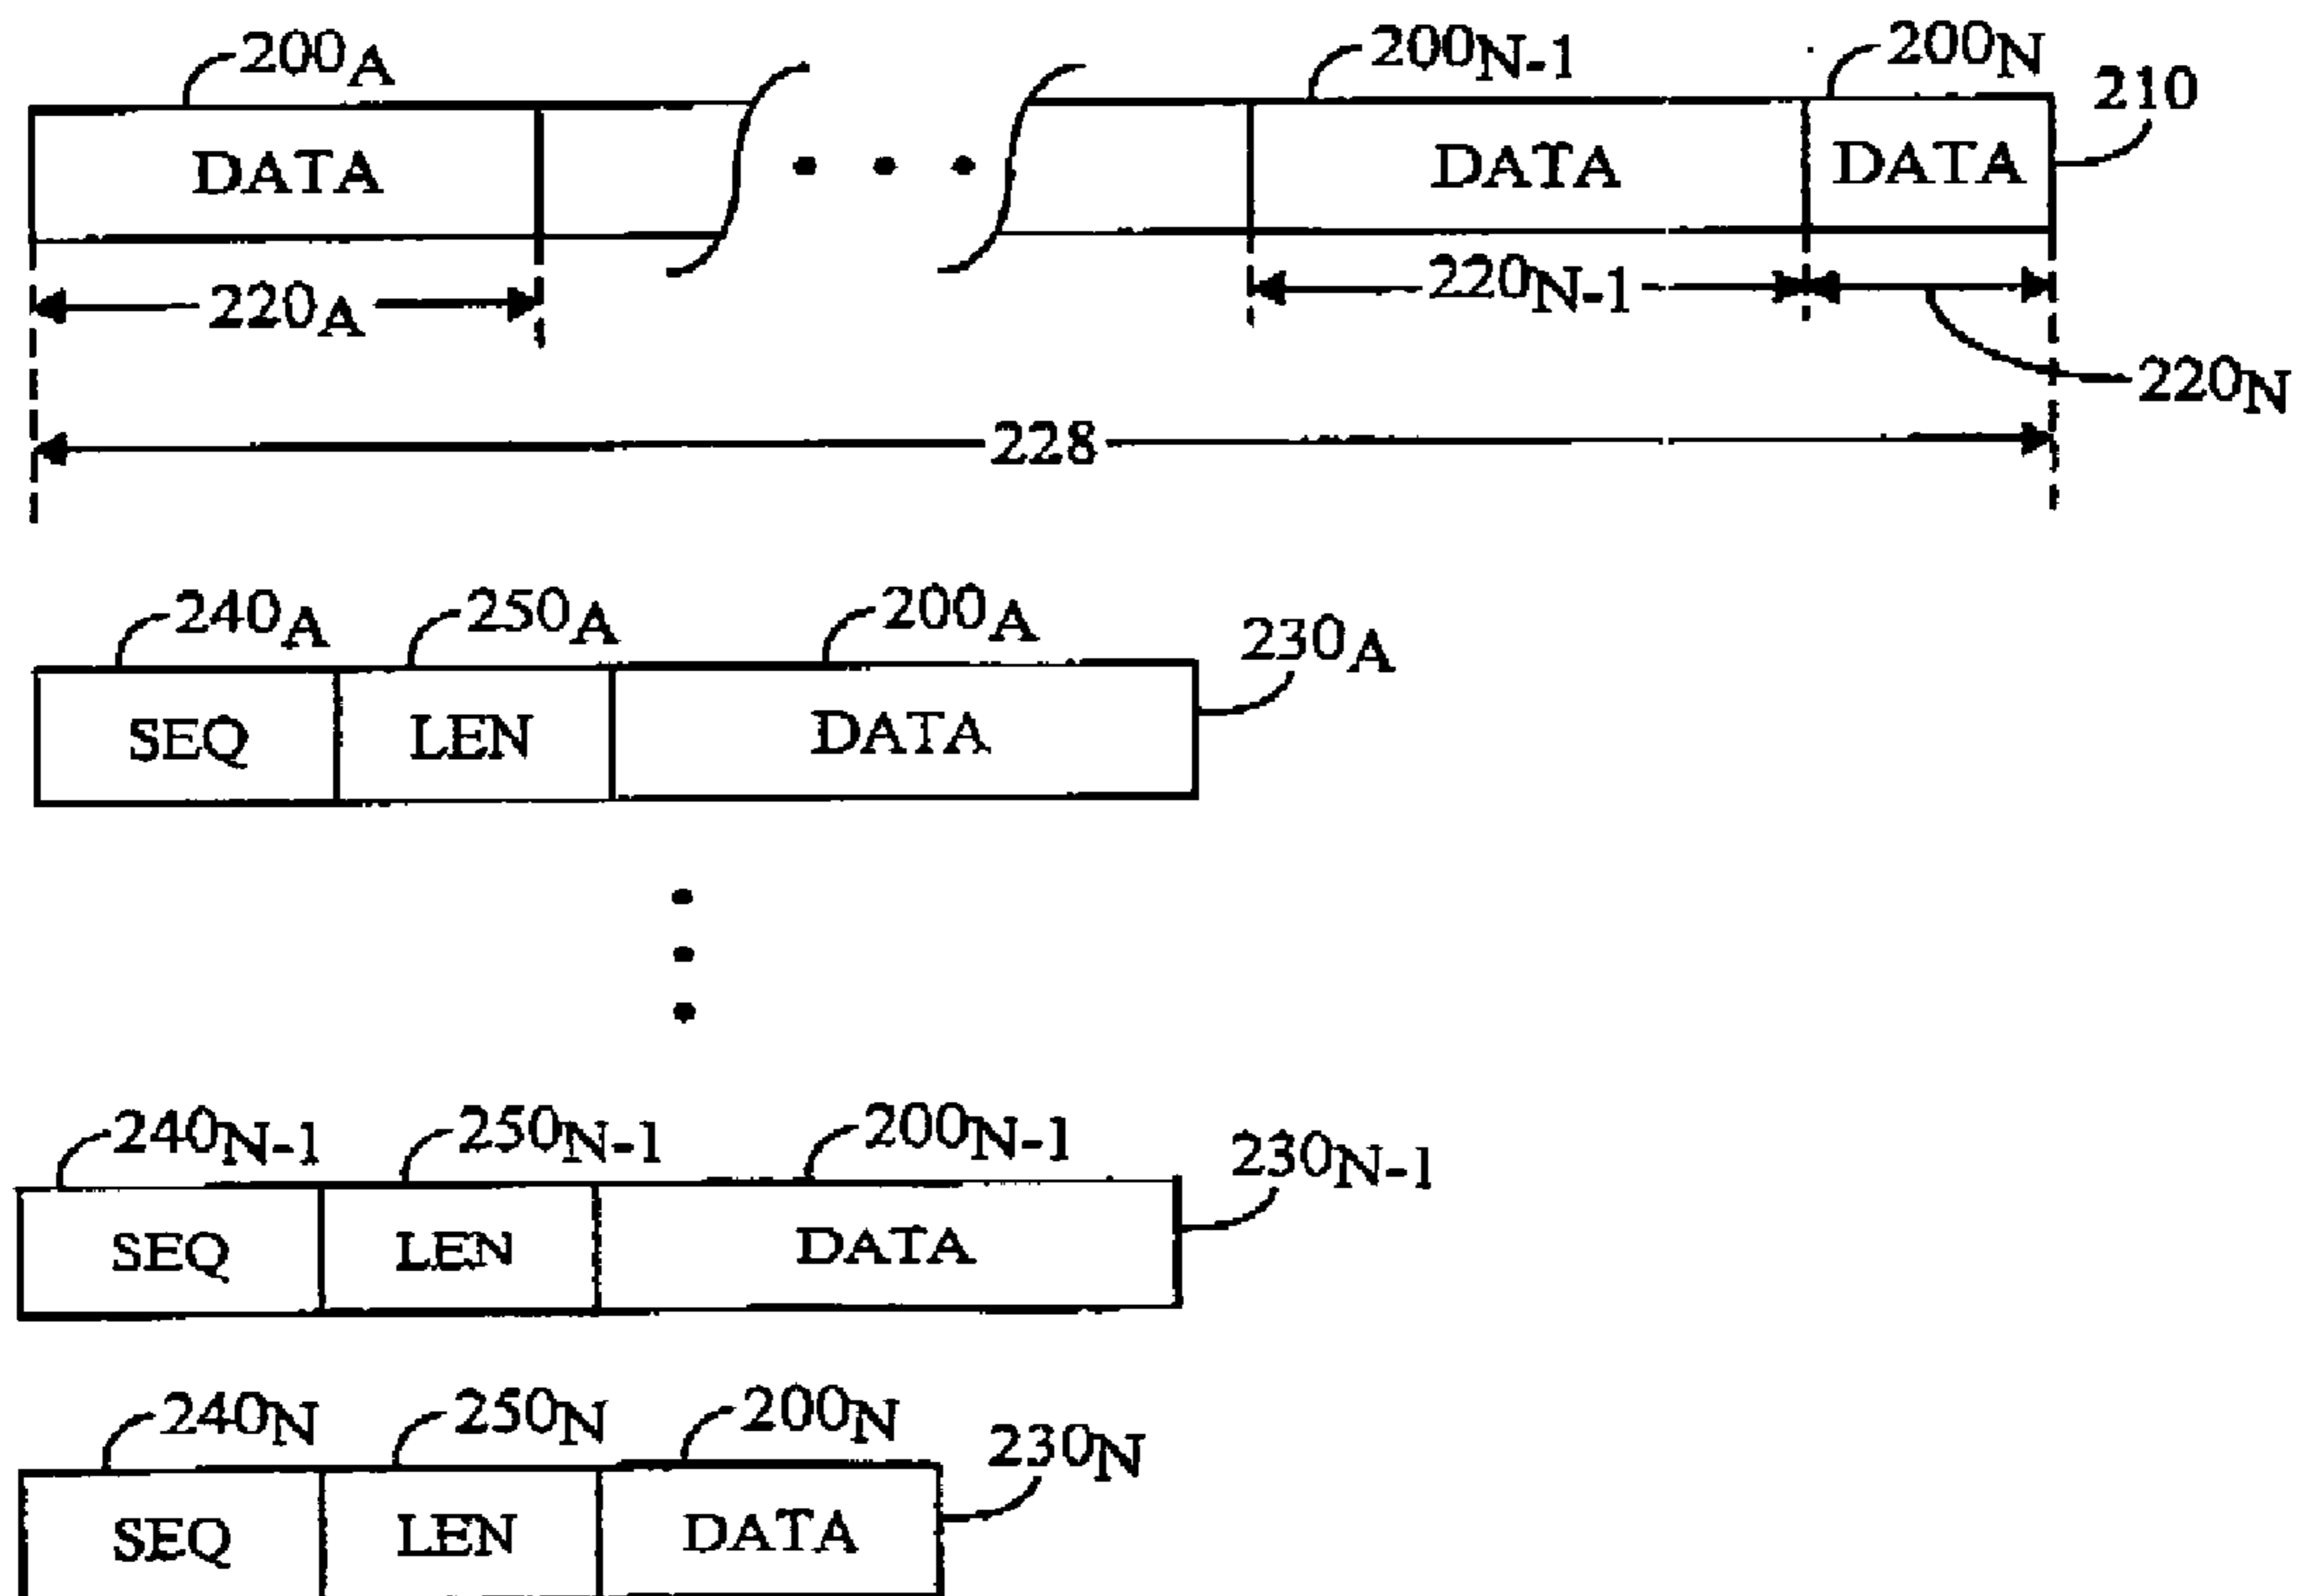 200A 200N-1 200N 210
DATA DATA DATA
220A 220N-1
220N
228
240A 250A 200A 230A
SEQ LEN DATA
240N-1 250N-1 200N-1 230N-1
SEQ LEN DATA
240N 250N 200N 230N
SEQ LEN DATA